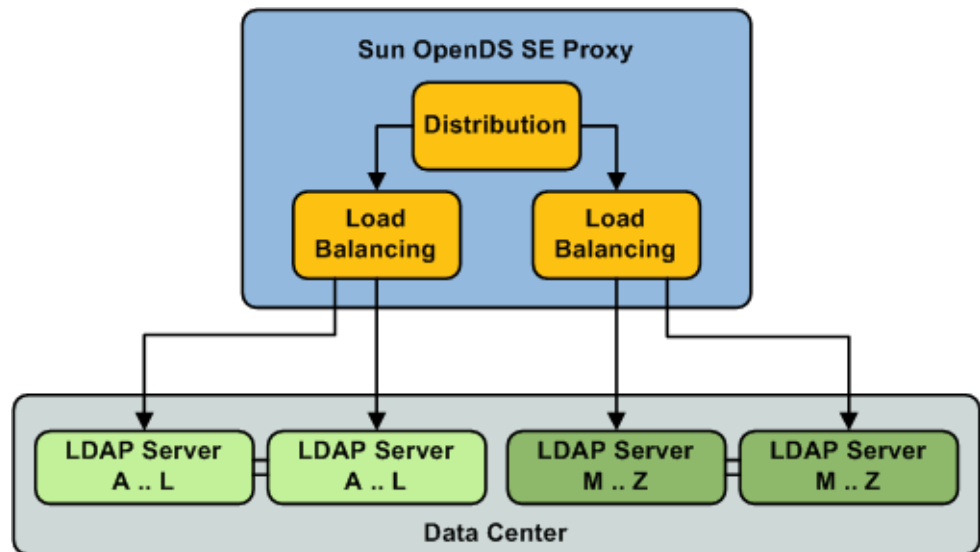 Sun OpenDS SE Proxy
Distribution
Load
Balancing
Load
Balancing
LDAP Server
A .. L
LDAP Server
A .. L
LDAP Server
M .. Z
LDAP Server
M .. Z
Data Center